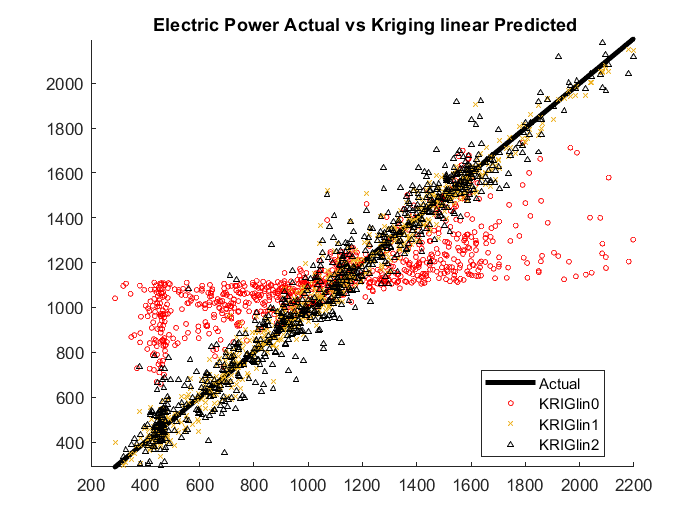 Electric Power Actual vs Kriging linear Predicted
2000
1800
1600
1400
1200
1000
800
600
400
Actual
KRIGlin0
KRIGlin1
KRIGlin2
200 400 600 800 1000 1200 1400 1600 1800 2000 2200